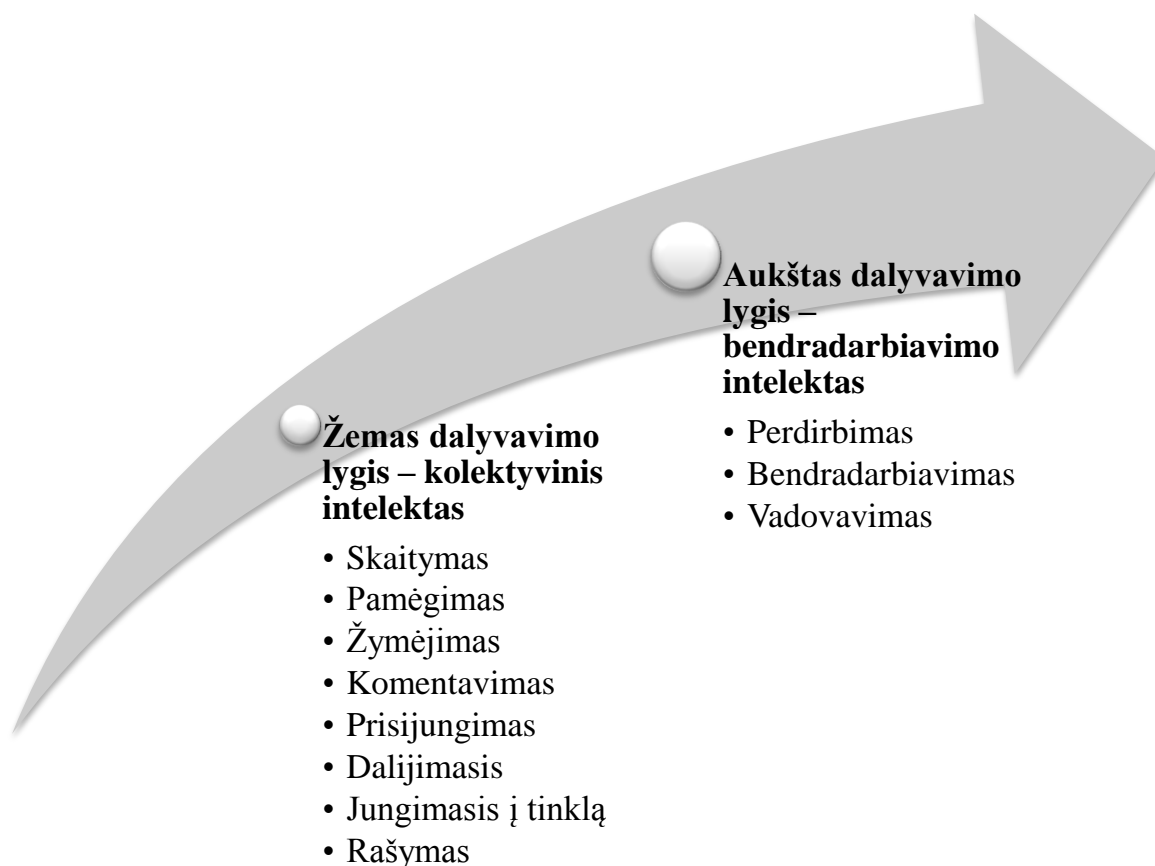 Žemas dalyvavimo
lygis – kolektyvinis
intelektas
• Skaitymas
• Pamėgimas
• Žymėjimas
• Komentavimas
• Prisijungimas
• Dalijimasis
• Jungimasis į tinklą
• Rašymas
Aukštas dalyvavimo
lygis –
bendradarbiavimo
intelektas
• Perdirbimas
• Bendradarbiavimas
• Vadovavimas